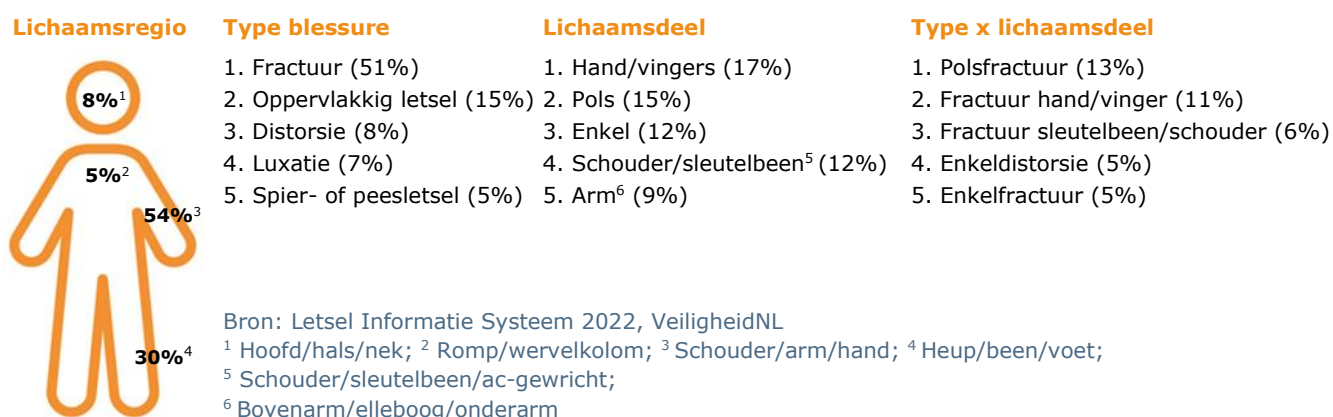 Lichaamsregio
8%¹
5%²
54%³
30%⁴
Type blessure
1. Fractuur (51%)
2. Oppervlakkig letsel (15%)
3. Distorsie (8%)
4. Luxatie (7%)
5. Spier- of peesletsel (5%)
Lichaamsdeel
1. Hand/vingers (17%)
2. Pols (15%)
3. Enkel (12%)
4. Schouder/sleutelbeen⁵ (12%)
5. Arm⁶ (9%)
Type x lichaamsdeel
1. Polsfractuur (13%)
2. Fractuur hand/vinger (11%)
3. Fractuur sleutelbeen/schouder (6%)
4. Enkeldistorsie (5%)
5. Enkelfractuur (5%)
Bron: Letsel Informatie Systeem 2022, VeiligheidNL
¹ Hoofd/hals/nek; ² Romp/wervelkolom; ³ Schouder/arm/hand; ⁴ Heup/been/voet;
⁵ Schouder/sleutelbeen/ac-gewricht;
⁶ Bovenarm/elleboog/onderarm